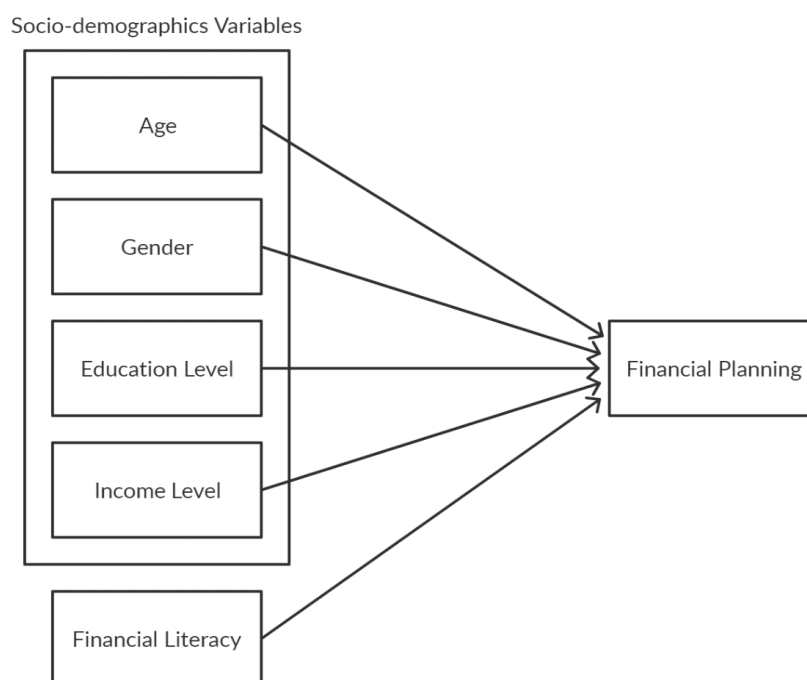 Socio-demographics Variables
Age
Gender
Education Level
Financial Planning
Income Level
Financial Literacy